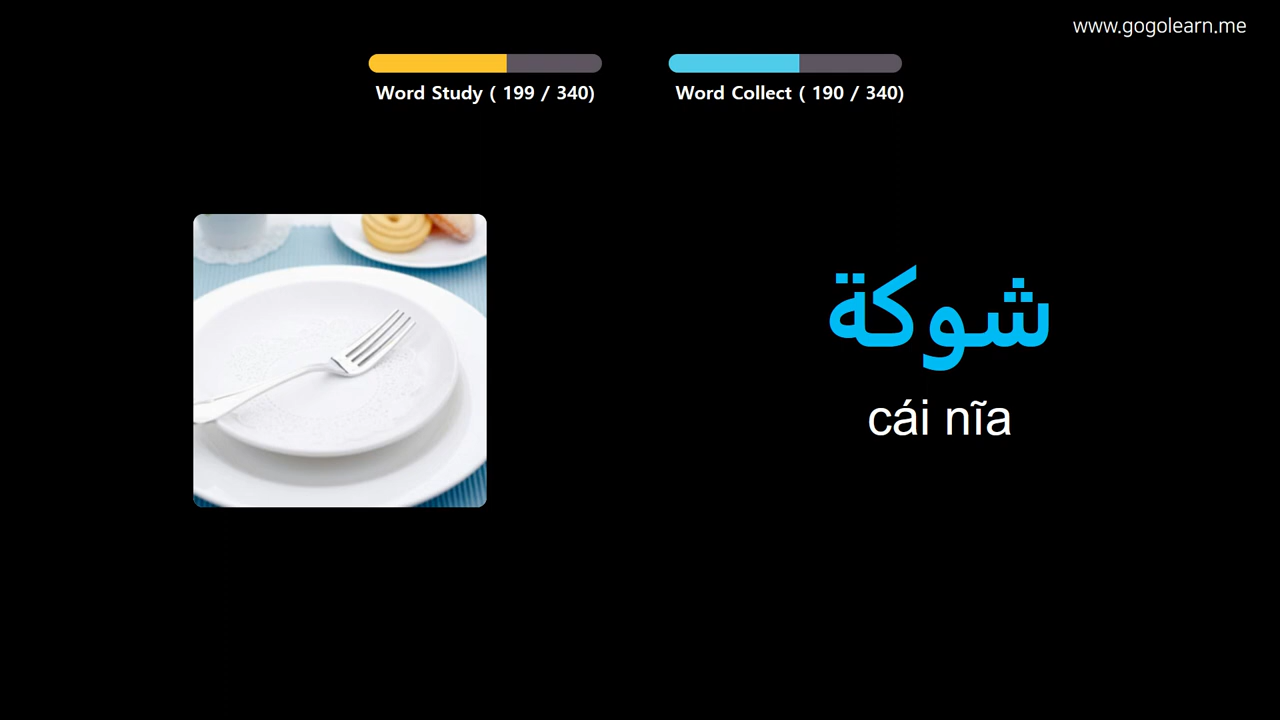 www.gogolearn.me
Word Study ( 199 / 340)
Word Collect ( 190 / 340)
شوكة
cái nĩa